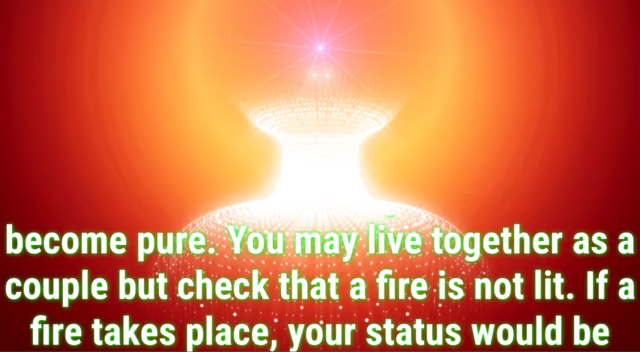 become pure. You may live together as a
couple but check that a fire is not lit. If a
fire takes place, your status would be